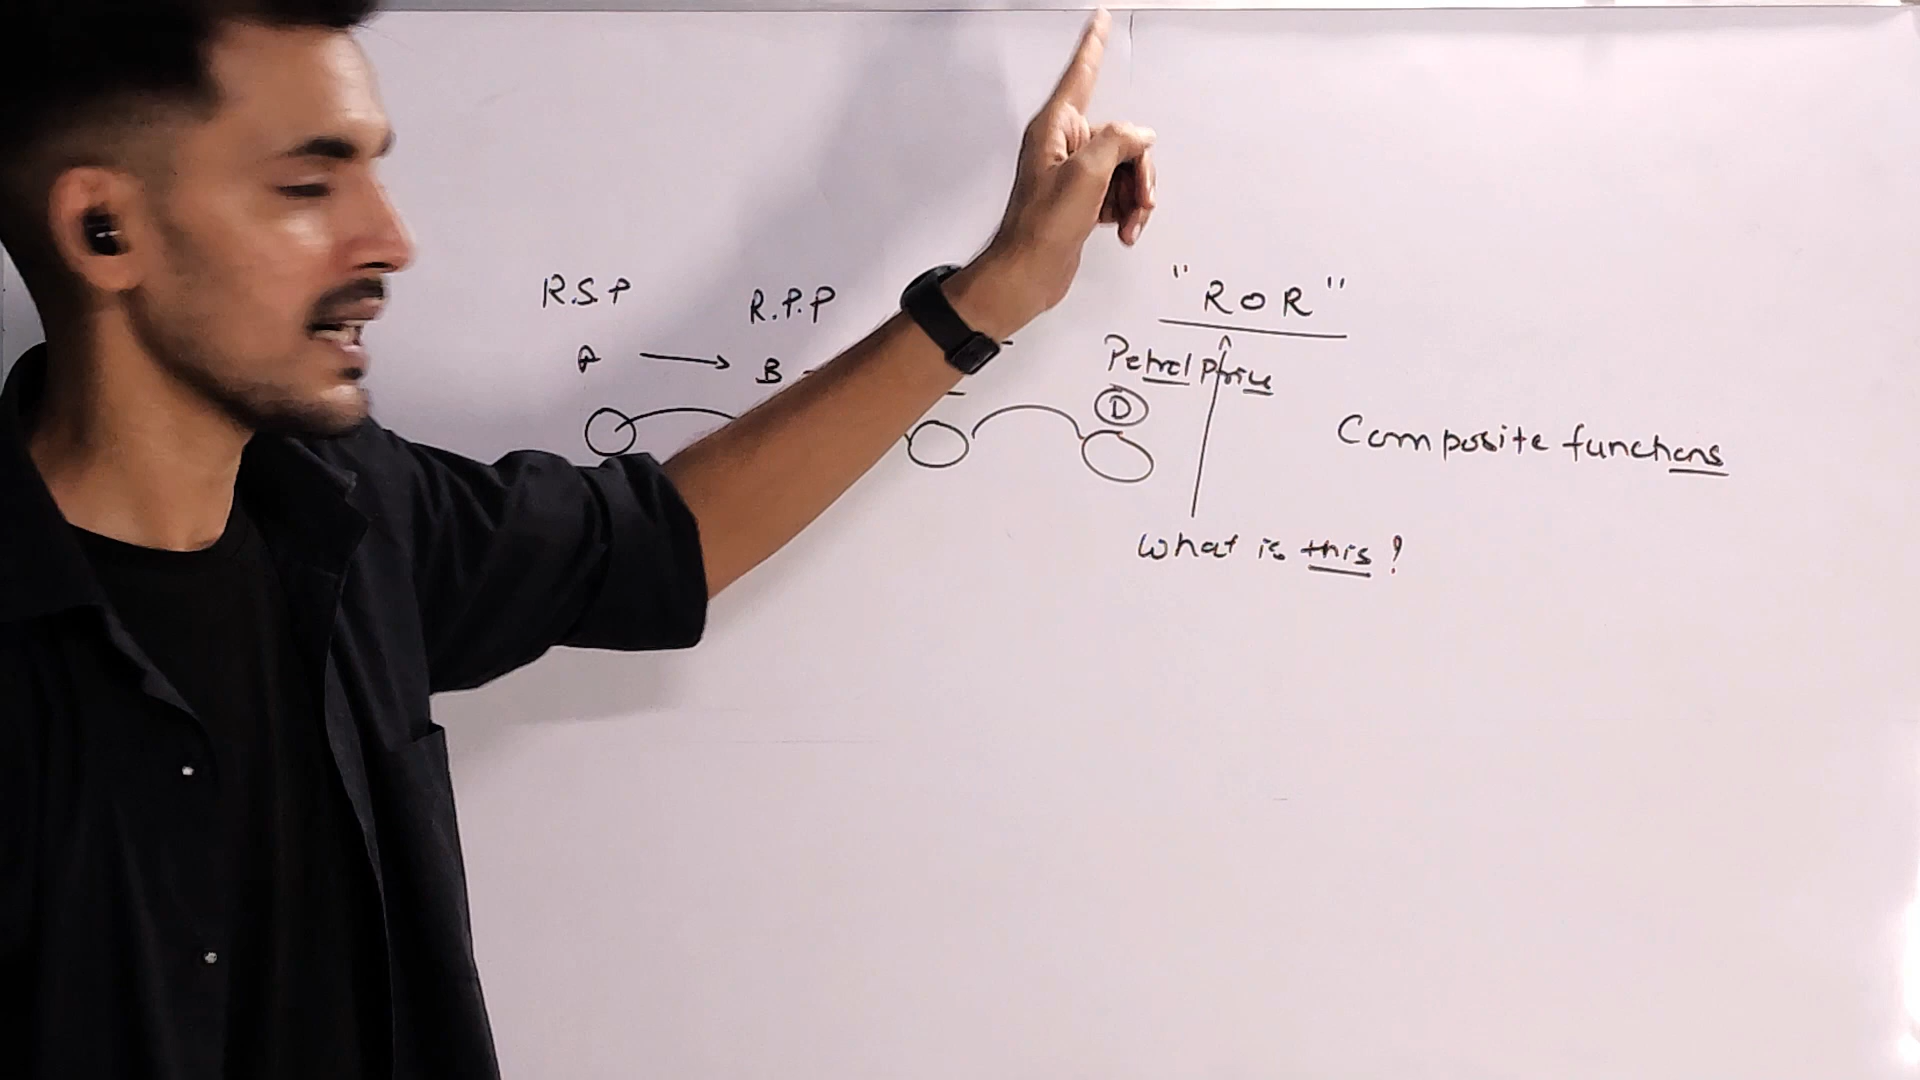 R.S.P
R.P.P
"ROR"
A → B
Petrol price
D
Composite functions
What is this?